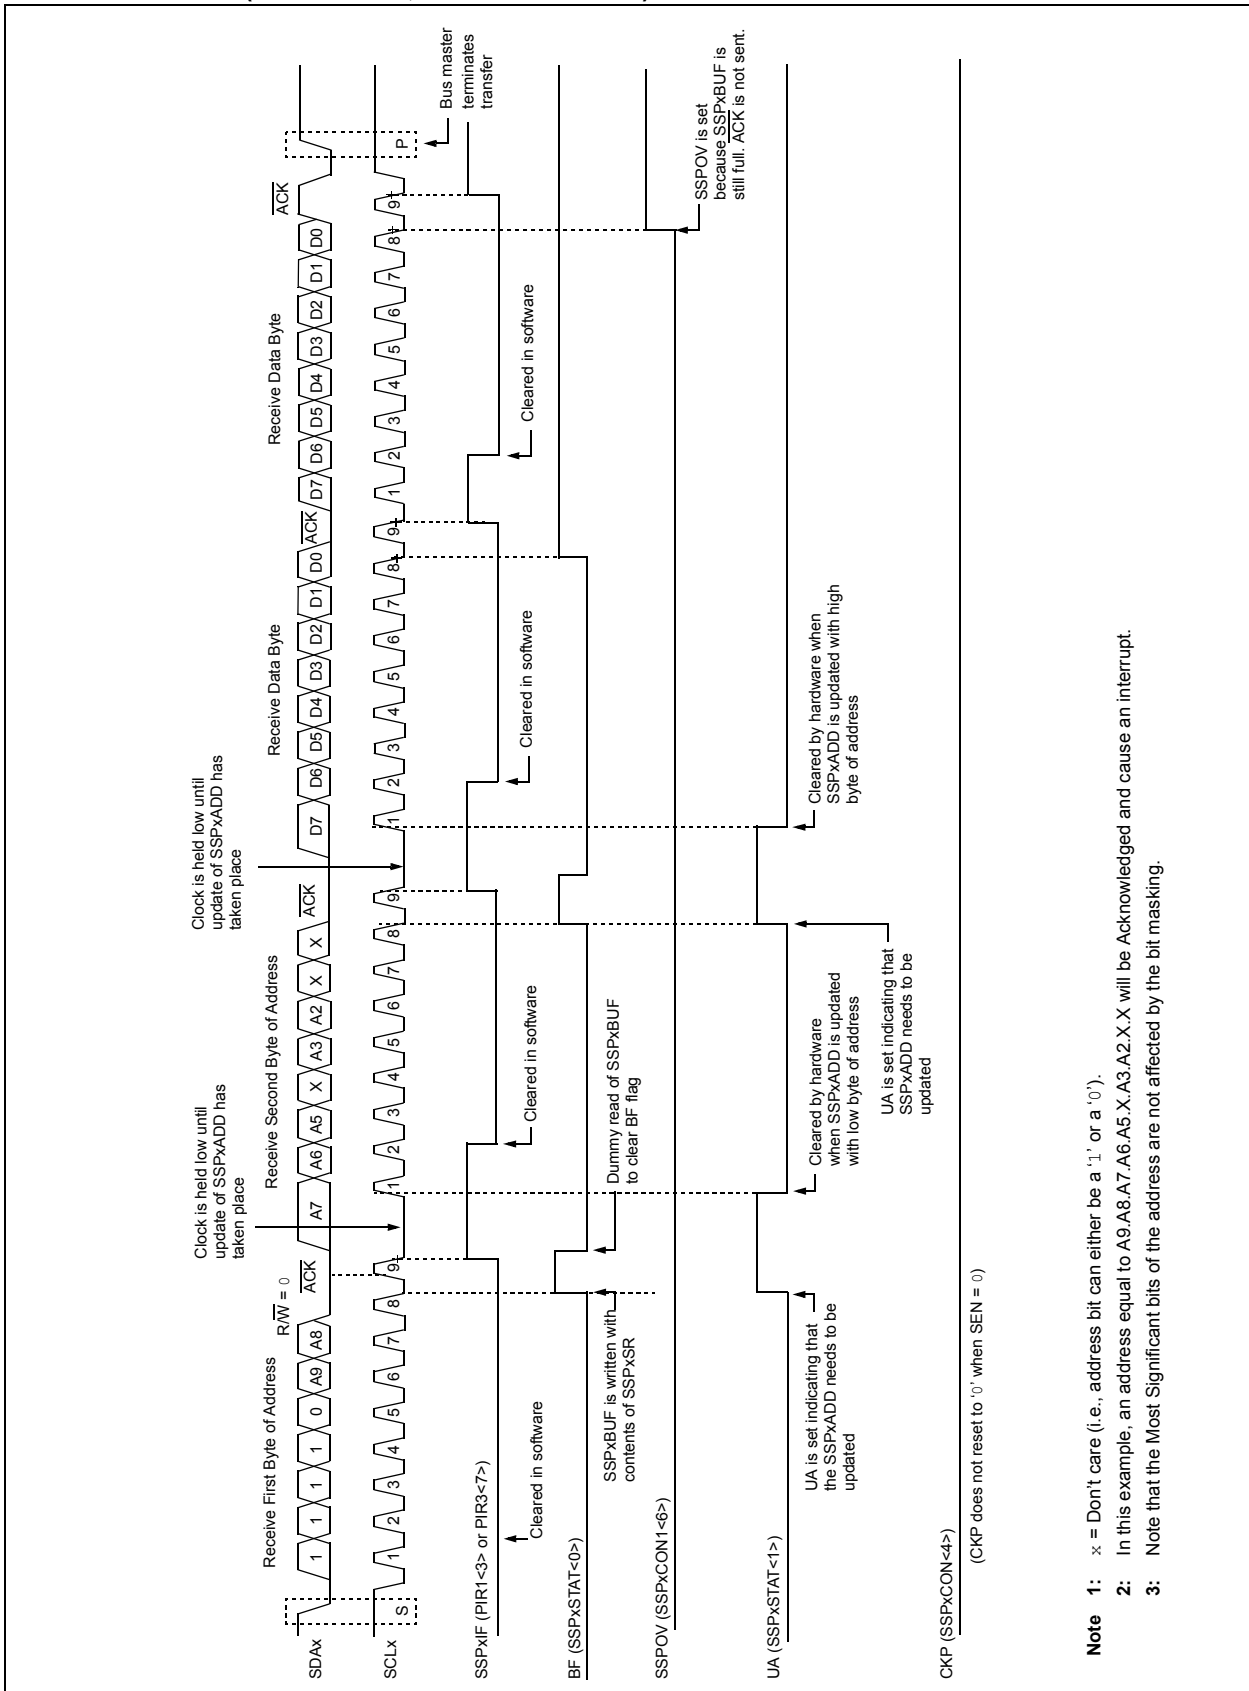 Receive First Byte of Address
R/W = 0
ACK
Clock is held low until
update of SSPxADD has
taken place
Receive Second Byte of Address
ACK
Clock is held low until
update of SSPxADD has
taken place
Receive Data Byte
ACK
Receive Data Byte
ACK
SDAx
1 1 1 1 0 A9 A8 A7 A6 A5 X A3 A2 X X D7 D6 D5 D4 D3 D2 D1 D0 D7 D6 D5 D4 D3 D2 D1 D0
SCLx
S 1 2 3 4 5 6 7 8 9 1 2 3 4 5 6 7 8 9 1 2 3 4 5 6 7 8 9 1 2 3 4 5 6 7 8 9 P
Bus master
terminates
transfer
SSPxIF (PIR1<3> or PIR3<7>)
Cleared in software
Cleared in software
Cleared in software
Cleared in software
BF (SSPxSTAT<0>)
SSPxBUF is written with
contents of SSPxSR
Dummy read of SSPxBUF
to clear BF flag
SSPOV (SSPxCON1<6>)
SSPOV is set
because SSPxBUF is
still full. ACK is not sent.
UA (SSPxSTAT<1>)
UA is set indicating that
the SSPxADD needs to be
updated
Cleared by hardware
when SSPxADD is updated
with low byte of address
UA is set indicating that
SSPxADD needs to be
updated
Cleared by hardware when
SSPxADD is updated with high
byte of address
CKP (SSPxCON<4>)
(CKP does not reset to ‘0’ when SEN = 0)
Note 1: x = Don’t care (i.e., address bit can either be a ‘1’ or a ‘0’).
2: In this example, an address equal to A9.A8.A7.A6.A5.X.A3.A2.X.X will be Acknowledged and cause an interrupt.
3: Note that the Most Significant bits of the address are not affected by the bit masking.